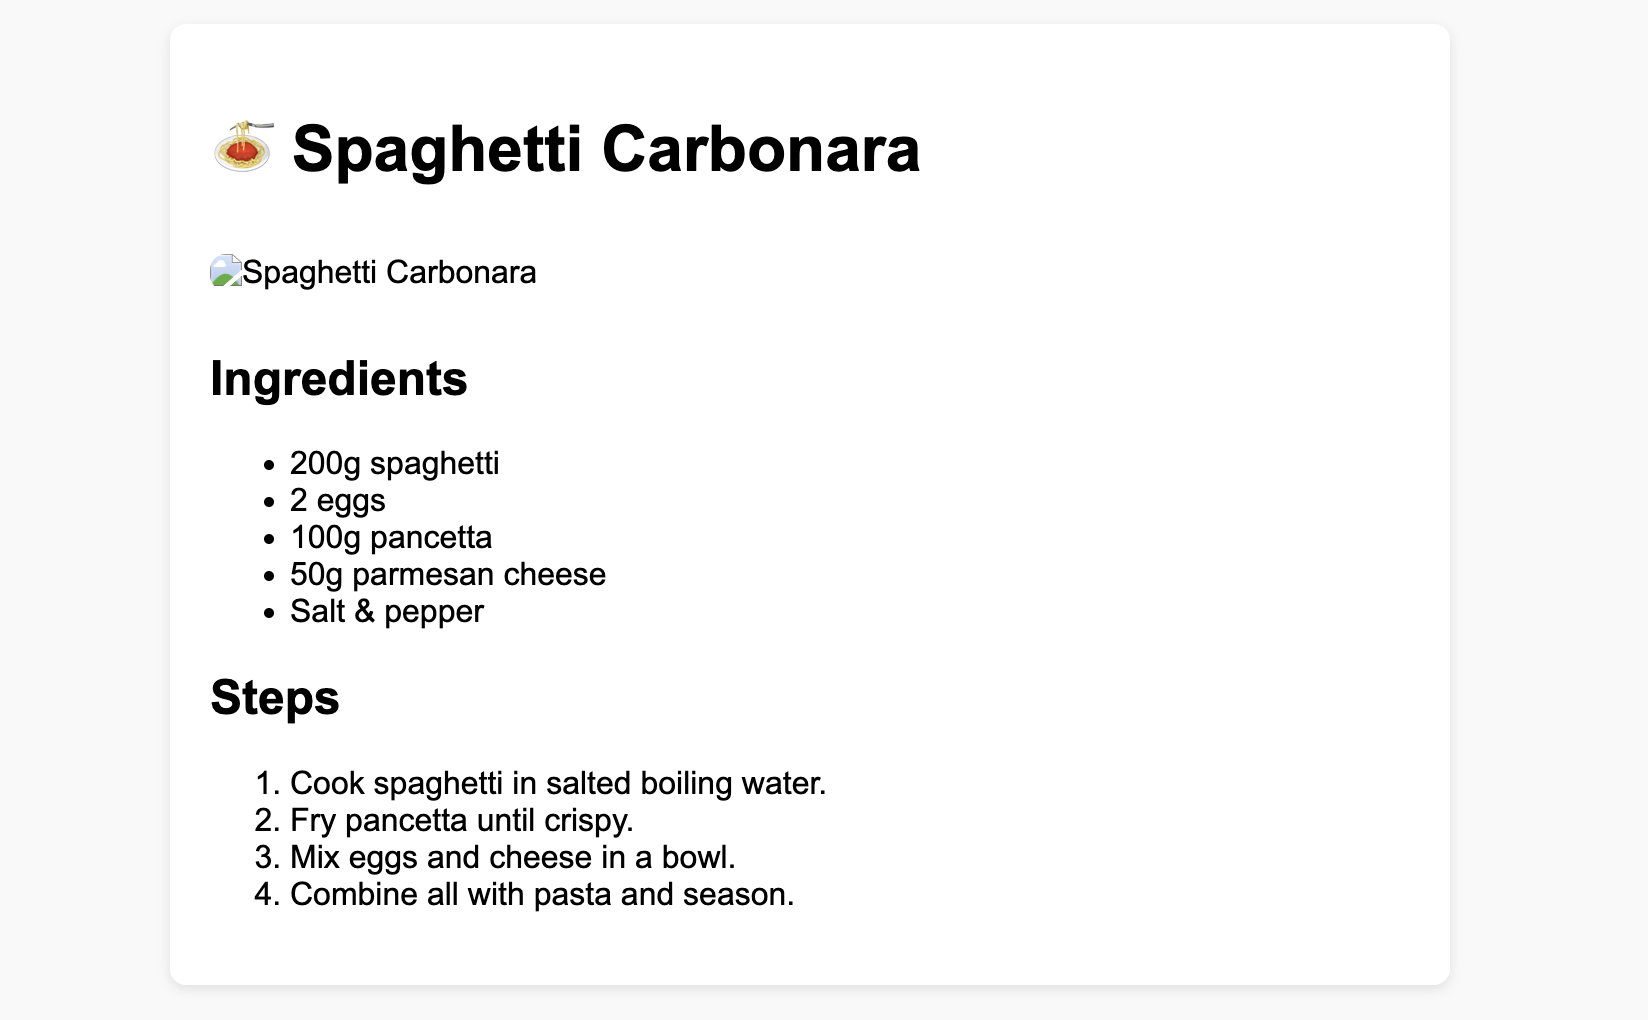 🍝 Spaghetti Carbonara
Spaghetti Carbonara
Ingredients
• 200g spaghetti
• 2 eggs
• 100g pancetta
• 50g parmesan cheese
• Salt & pepper
Steps
1. Cook spaghetti in salted boiling water.
2. Fry pancetta until crispy.
3. Mix eggs and cheese in a bowl.
4. Combine all with pasta and season.